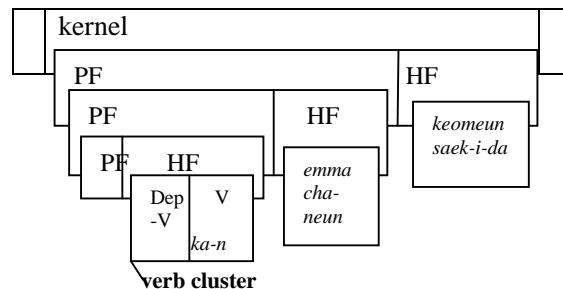 kernel
PF HF
PF HF
keomeun
saek-i-da
PF HF
emma
cha-
neun
Dep V
-V
ka-n
verb cluster